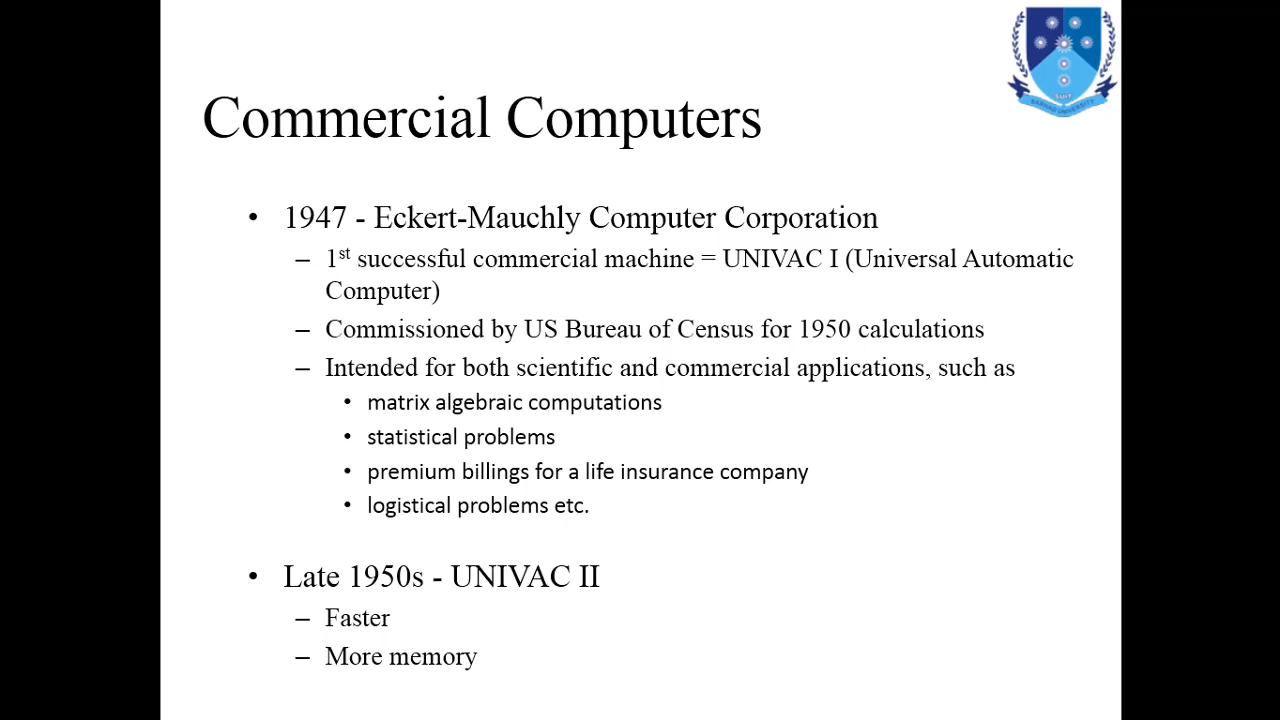 Commercial Computers
• 1947 - Eckert-Mauchly Computer Corporation
– 1st successful commercial machine = UNIVAC I (Universal Automatic
Computer)
– Commissioned by US Bureau of Census for 1950 calculations
– Intended for both scientific and commercial applications, such as
• matrix algebraic computations
• statistical problems
• premium billings for a life insurance company
• logistical problems etc.
• Late 1950s - UNIVAC II
– Faster
– More memory
SUIT